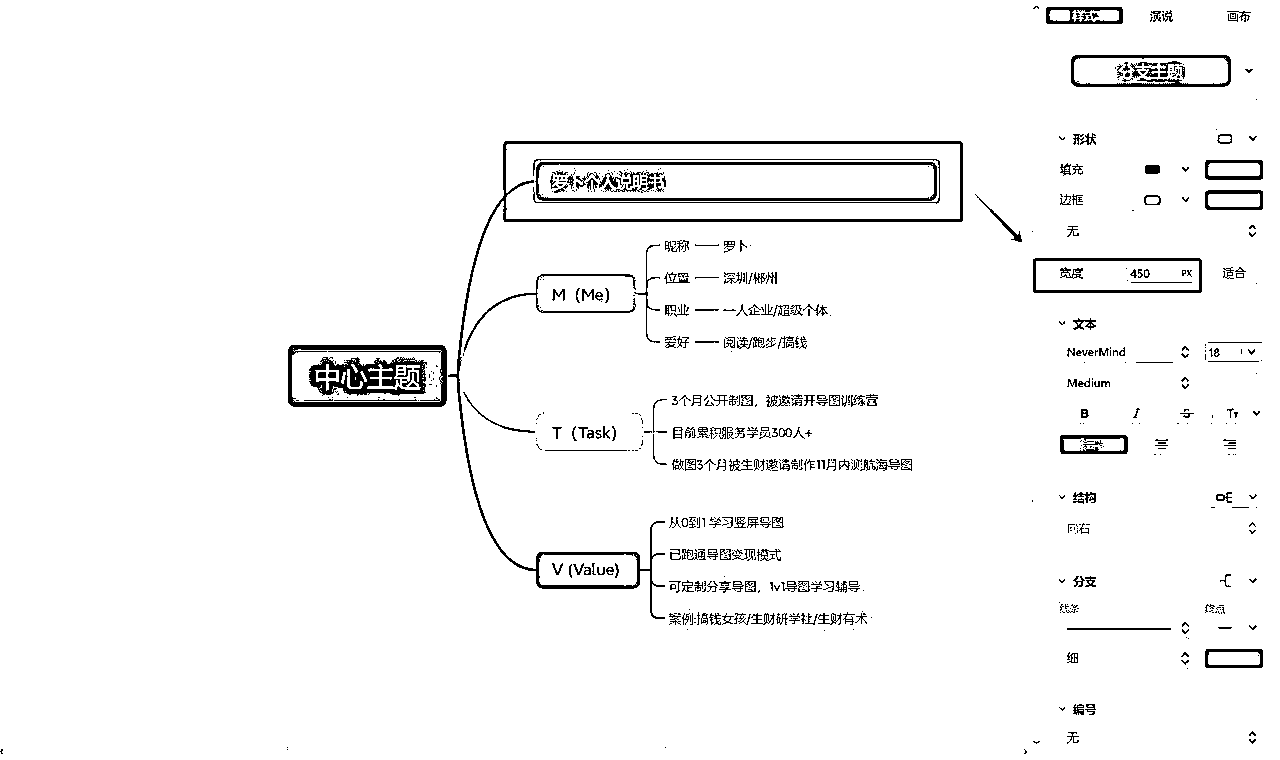 样式 演说 画布
分支主题
形状
填充
边框
无
宽度 450 PX 适合
文本
NeverMind 18
Medium
B I S Tт
结构
向右
分支
线条 终点
细
编号
无
中心主题
萝卜个人说明书
M (Me)
昵称 罗卜
位置 深圳/郴州
职业 一人企业/超级个体
爱好 阅读/跑步/搞钱
T (Task)
3个月公开制图，被邀请开导图训练营
目前累积服务学员300人+
做图3个月被生财邀请制作11月内测航海导图
V (Value)
从0到1学习竖屏导图
已跑通导图变现模式
可定制分享导图，1v1导图学习辅导
案例:搞钱女孩/生财研学社/生财有术